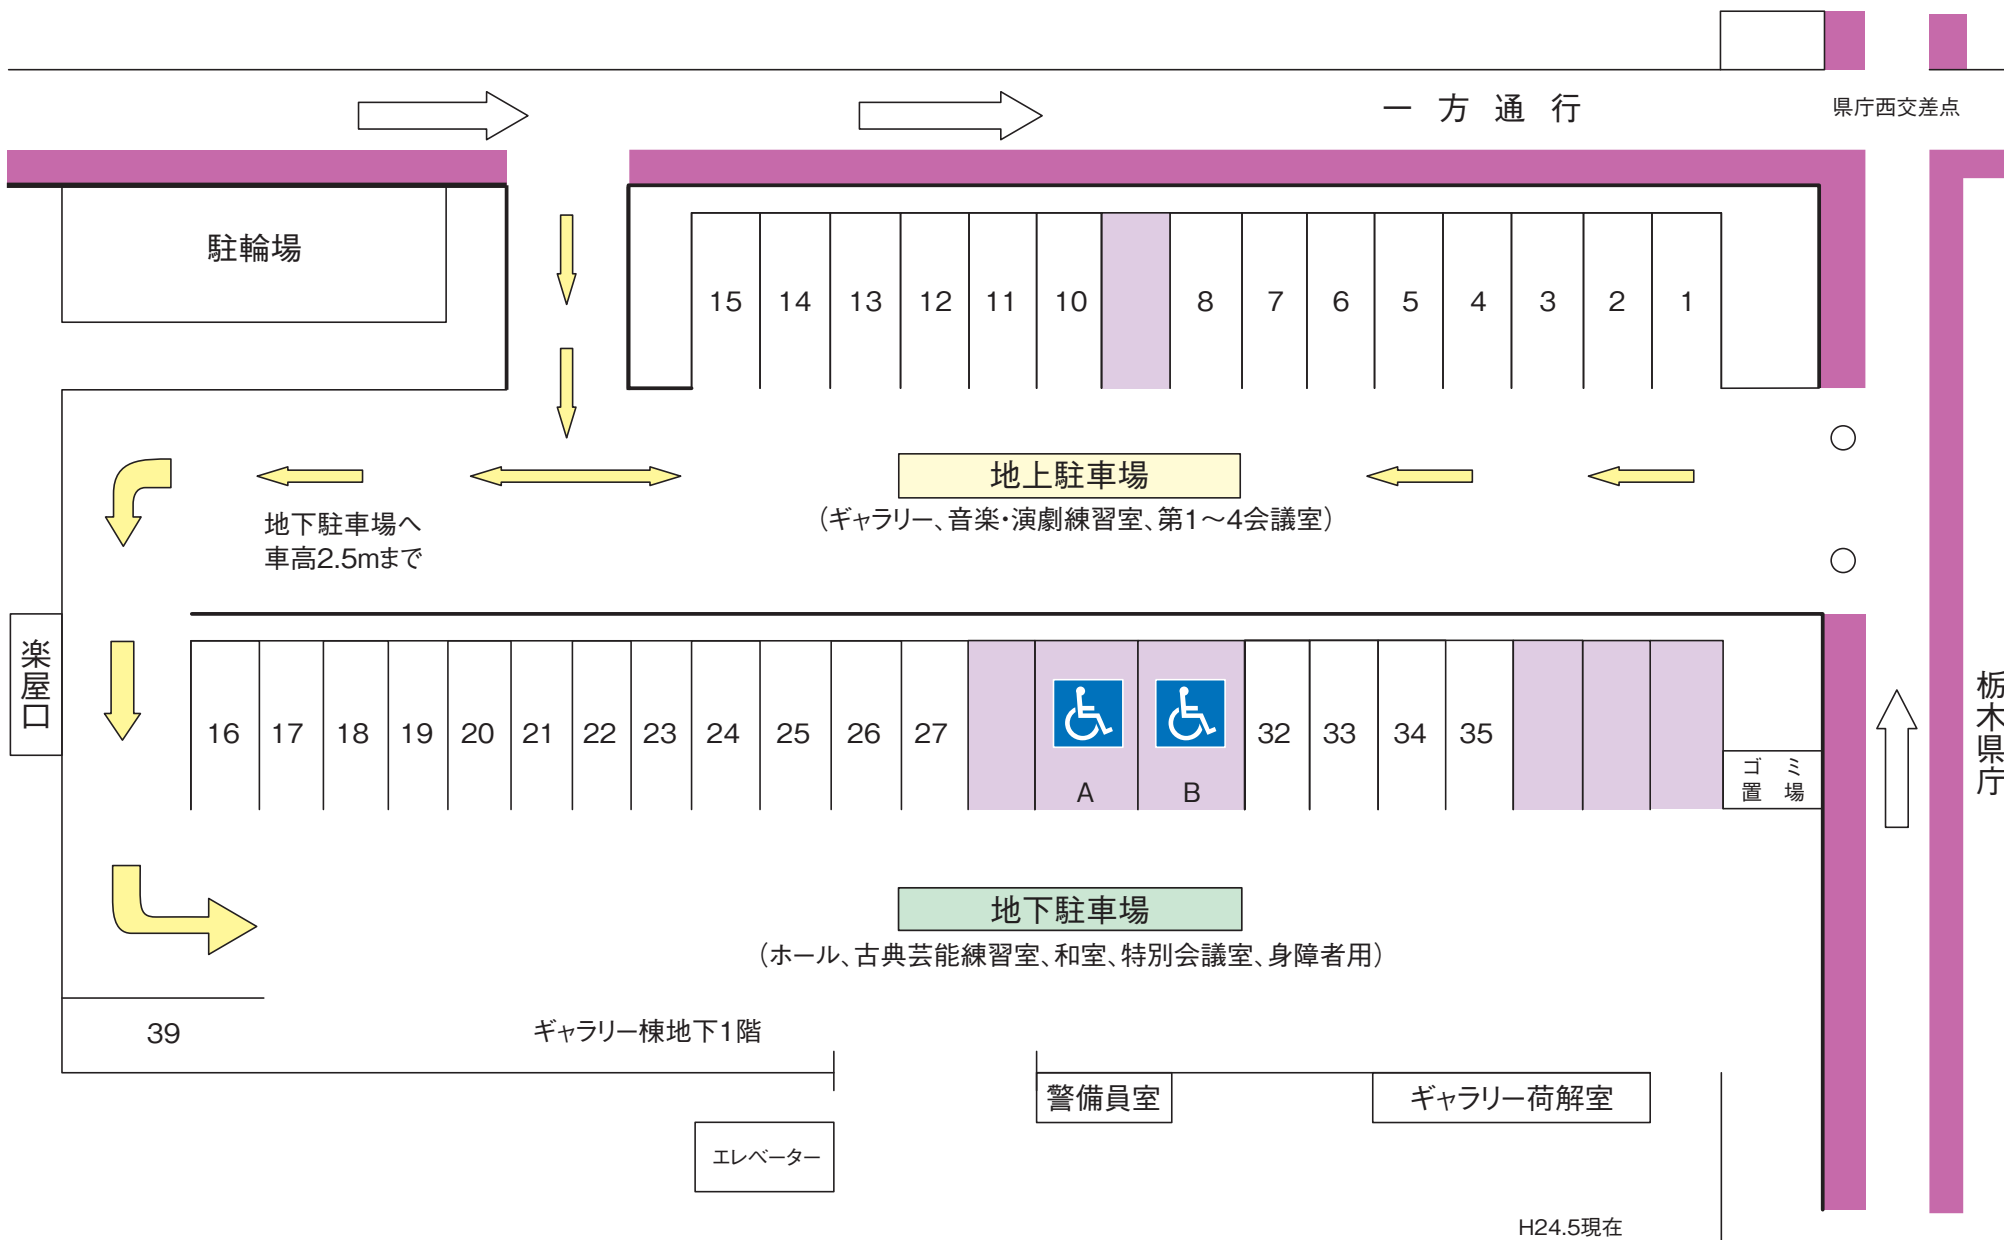 一方通行
県庁西交差点
駐輪場
15 14 13 12 11 10 8 7 6 5 4 3 2 1
地上駐車場
(ギャラリー、音楽・演劇練習室、第1～4会議室)
地下駐車場へ
車高2.5mまで
楽屋口
16 17 18 19 20 21 22 23 24 25 26 27 32 33 34 35
A B
ゴミ
置場
栃木県庁
地下駐車場
(ホール、古典芸能練習室、和室、特別会議室、身障者用)
39
ギャラリー棟地下1階
警備員室
ギャラリー荷解室
エレベーター
H24.5現在